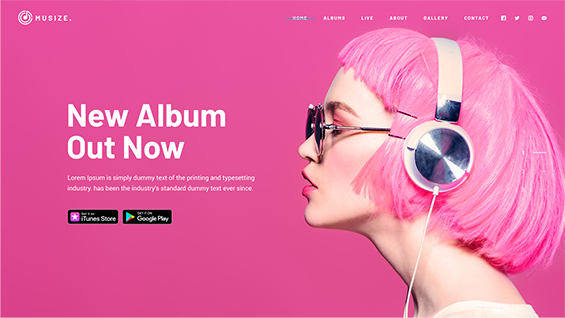 MUSIZE.
HOME ALBUMS LIVE ABOUT GALLERY CONTACT
New Album
Out Now
Lorem Ipsum is simply dummy text of the printing and typesetting
industry. has been the industry's standard dummy text ever since.
Get it on
iTunes Store
GET IT ON
Google Play